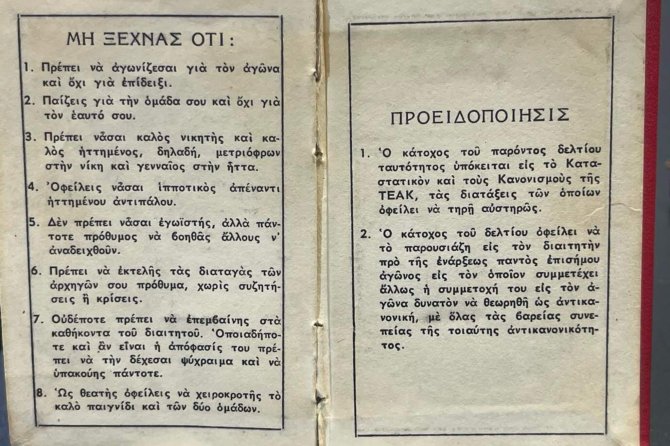 ΜΗ ΞΕΧΝΑΣ ΟΤΙ:
1. Πρέπει νὰ ἀγωνίζεσαι γιὰ τὸν ἀγῶνα
καὶ ὄχι γιὰ ἐπίδειξι.
2. Παίζεις γιὰ τὴν ὁμάδα σου καὶ ὄχι γιὰ
τὸν ἑαυτό σου.
3. Πρέπει νἆσαι καλὸς νικητὴς καὶ κα-
λὸς ἡττημένος, δηλαδή, μετριόφρων
στὴν νίκη καὶ γενναῖος στὴν ἧττα.
4. Ὀφείλεις νἆσαι ἱπποτικὸς ἀπέναντι
ἡττημένου ἀντιπάλου.
5. Δὲν πρέπει νἆσαι ἐγωϊστής, ἀλλὰ πάν-
τοτε πρόθυμος νὰ βοηθᾶς ἄλλους ν'
ἀναδειχθοῦν.
6. Πρέπει νὰ ἐκτελῆς τὰς διαταγὰς τῶν
ἀρχηγῶν σου πρόθυμα, χωρὶς συζητή-
σεις ἢ κρίσεις.
7. Οὐδέποτε πρέπει νὰ ἐπεμβαίνης στὰ
καθήκοντα τοῦ διαιτητοῦ. Ὁποιαδήπο-
τε καὶ ἂν εἶναι ἡ ἀπόφασίς του πρέ-
πει νὰ τὴν δέχεσαι ψύχραιμα καὶ νὰ
ὑπακούης πάντοτε.
8. Ὡς θεατὴς ὀφείλεις νὰ χειροκροτῆς τὸ
καλὸ παιγνίδι καὶ τῶν δύο ὁμάδων.
ΠΡΟΕΙΔΟΠΟΙΗΣΙΣ
1. Ὁ κάτοχος τοῦ παρόντος δελτίου
ταυτότητος ὑπόκειται εἰς τὸ Κατα-
στατικὸν καὶ τοὺς Κανονισμοὺς τῆς
ΤΕΑΚ, τὰς διατάξεις τῶν ὁποίων
ὀφείλει νὰ τηρῇ αὐστηρῶς.
2. Ὁ κάτοχος τοῦ δελτίου ὀφείλει νὰ
τὸ παρουσιάζη εἰς τὸν διαιτητὴν
πρὸ τῆς ἐνάρξεως παντὸς ἐπισήμου
ἀγῶνος εἰς τὸν ὁποῖον συμμετέχει
ἄλλως ἡ συμμετοχή του εἰς τὸν ἀ-
γῶνα δυνατὸν νὰ θεωρηθῆ ὡς ἀντικα-
νονική, μὲ ὅλας τὰς βαρείας συνε-
πείας τῆς τοιαύτης ἀντικανονικότη-
τος.